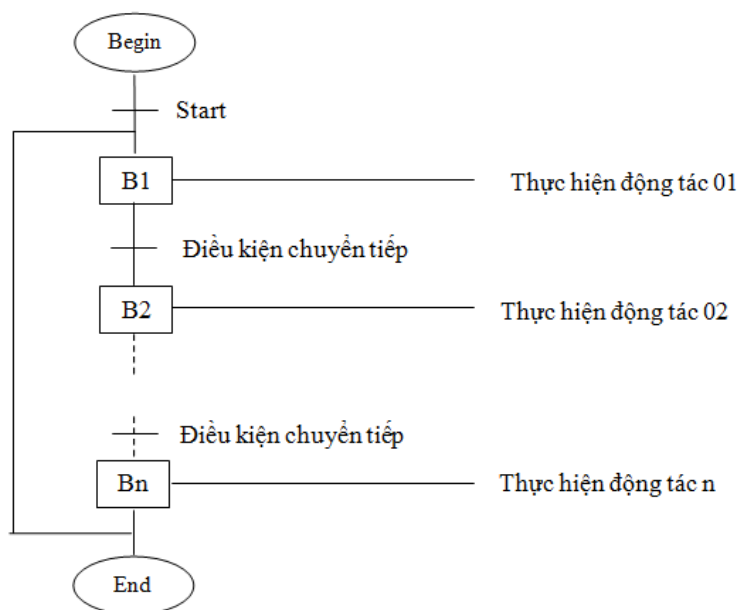 Begin
Start
B1
Thực hiện động tác 01
Điều kiện chuyển tiếp
B2
Thực hiện động tác 02
Điều kiện chuyển tiếp
Bn
Thực hiện động tác n
End